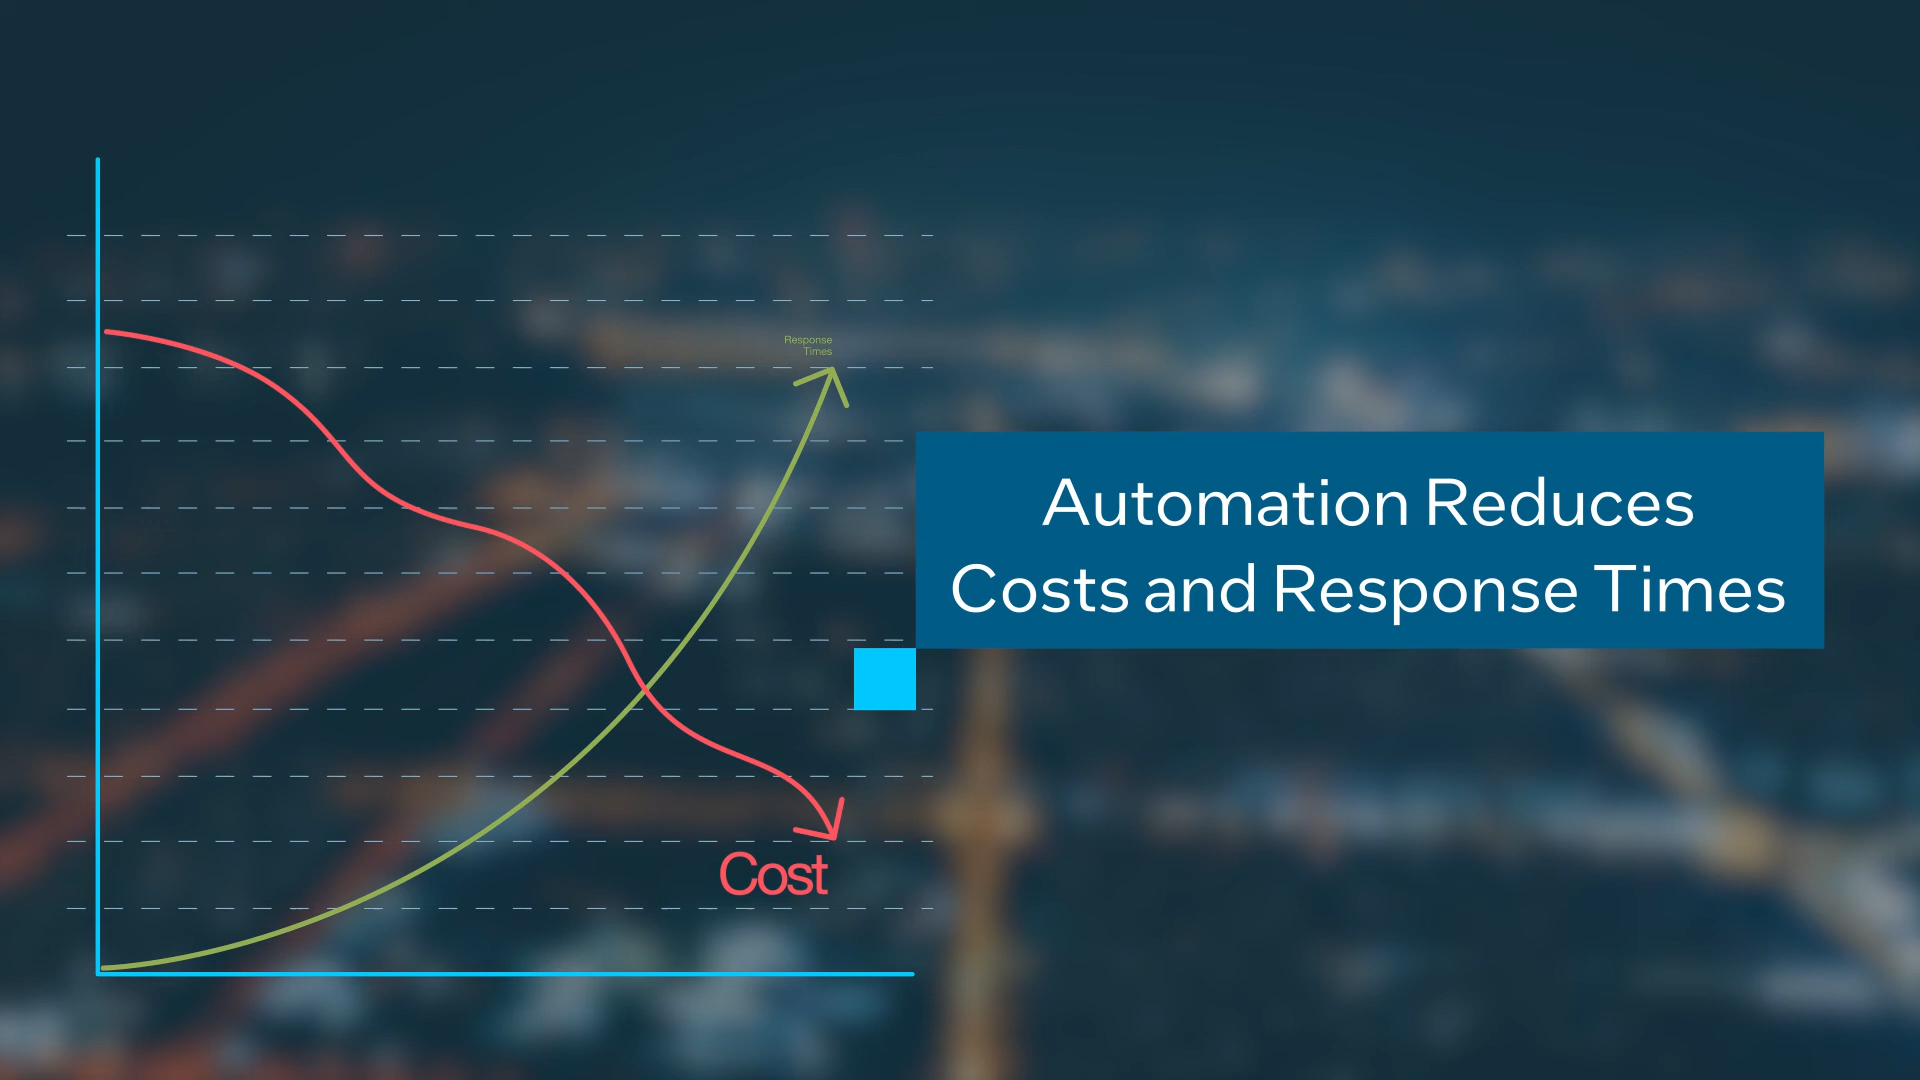 Response
Times
Automation Reduces
Costs and Response Times
Cost